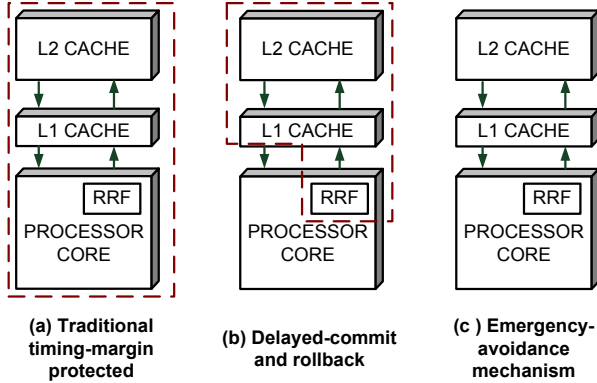 L2 CACHE
L1 CACHE
RRF
PROCESSOR
CORE
(a) Traditional
timing-margin
protected
L2 CACHE
L1 CACHE
RRF
PROCESSOR
CORE
(b) Delayed-commit
and rollback
L2 CACHE
L1 CACHE
RRF
PROCESSOR
CORE
(c ) Emergency-
avoidance
mechanism